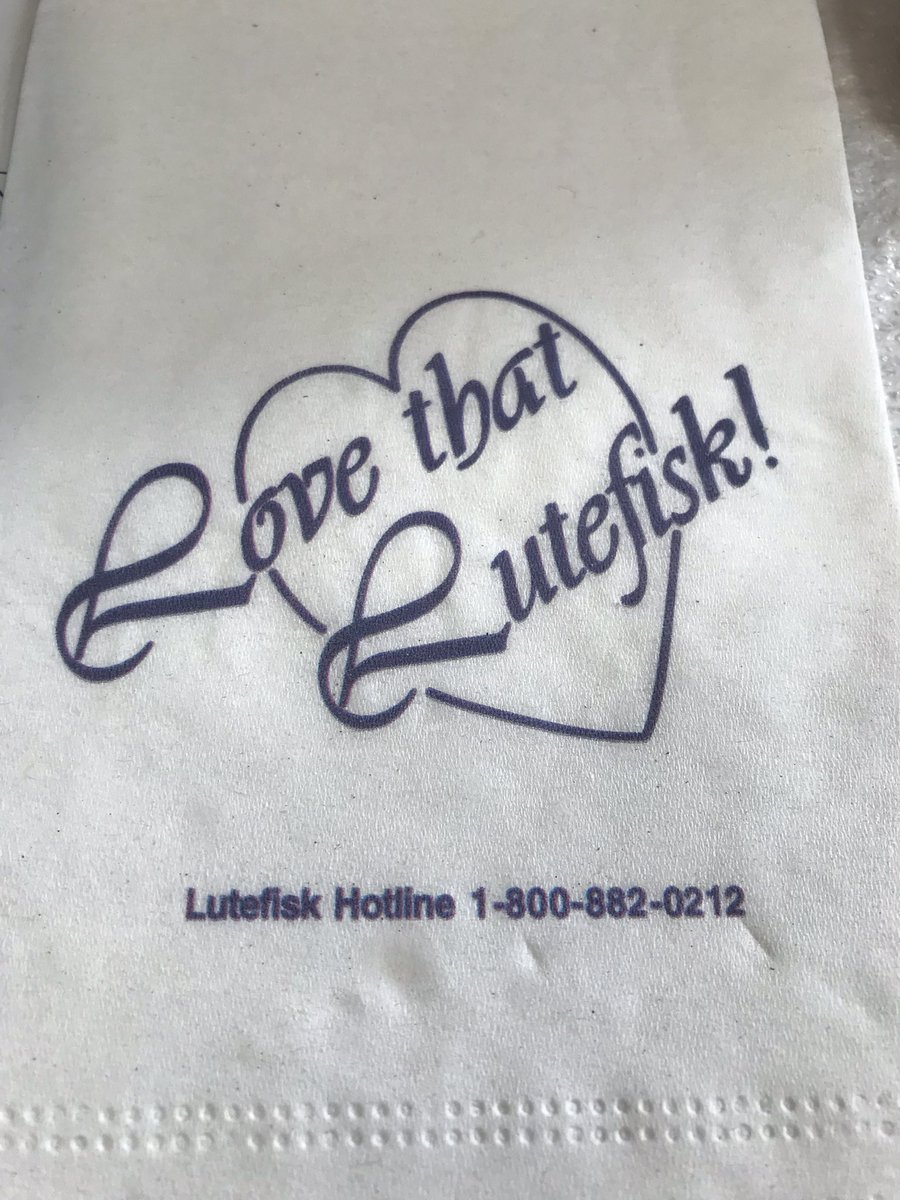 Love that
Lutefisk!
Lutefisk Hotline 1-800-882-0212